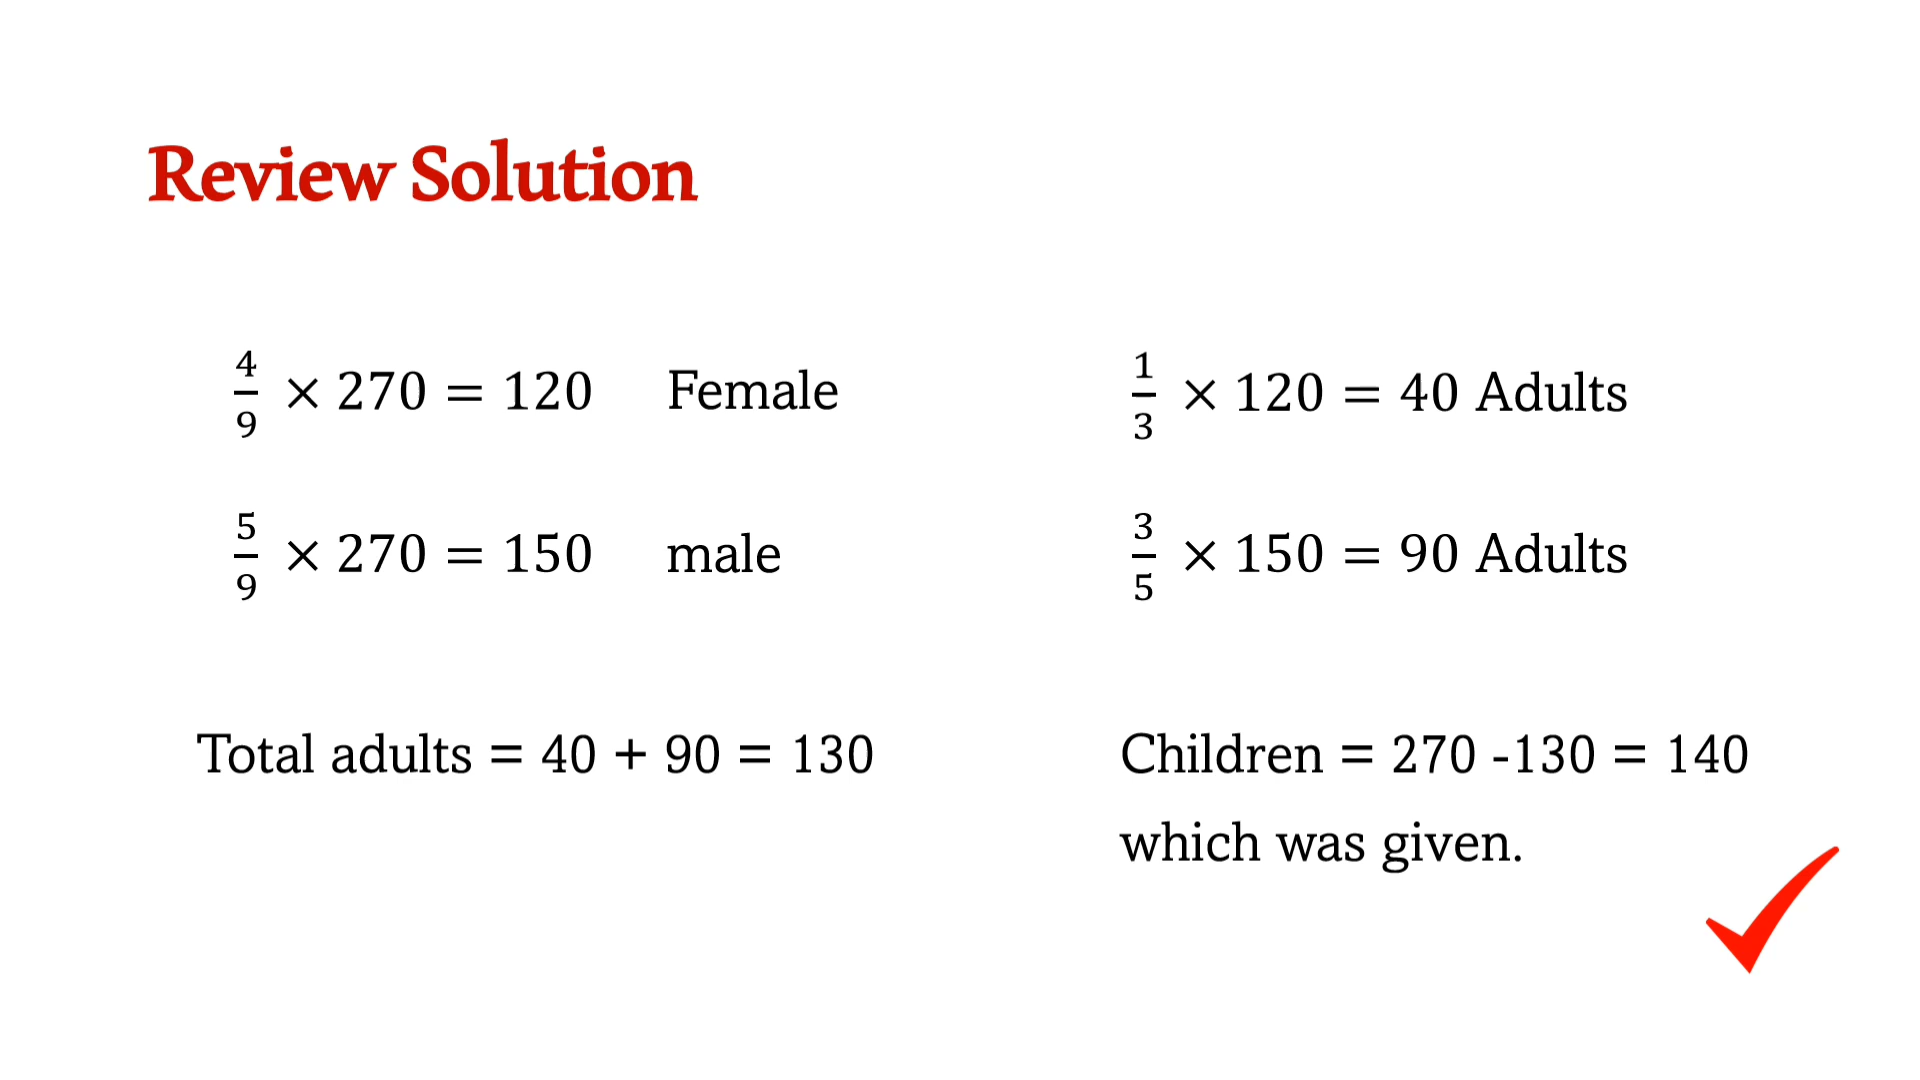 Review Solution
4/9 × 270 = 120 Female
1/3 × 120 = 40 Adults
5/9 × 270 = 150 male
3/5 × 150 = 90 Adults
Total adults = 40 + 90 = 130
Children = 270 -130 = 140
which was given.